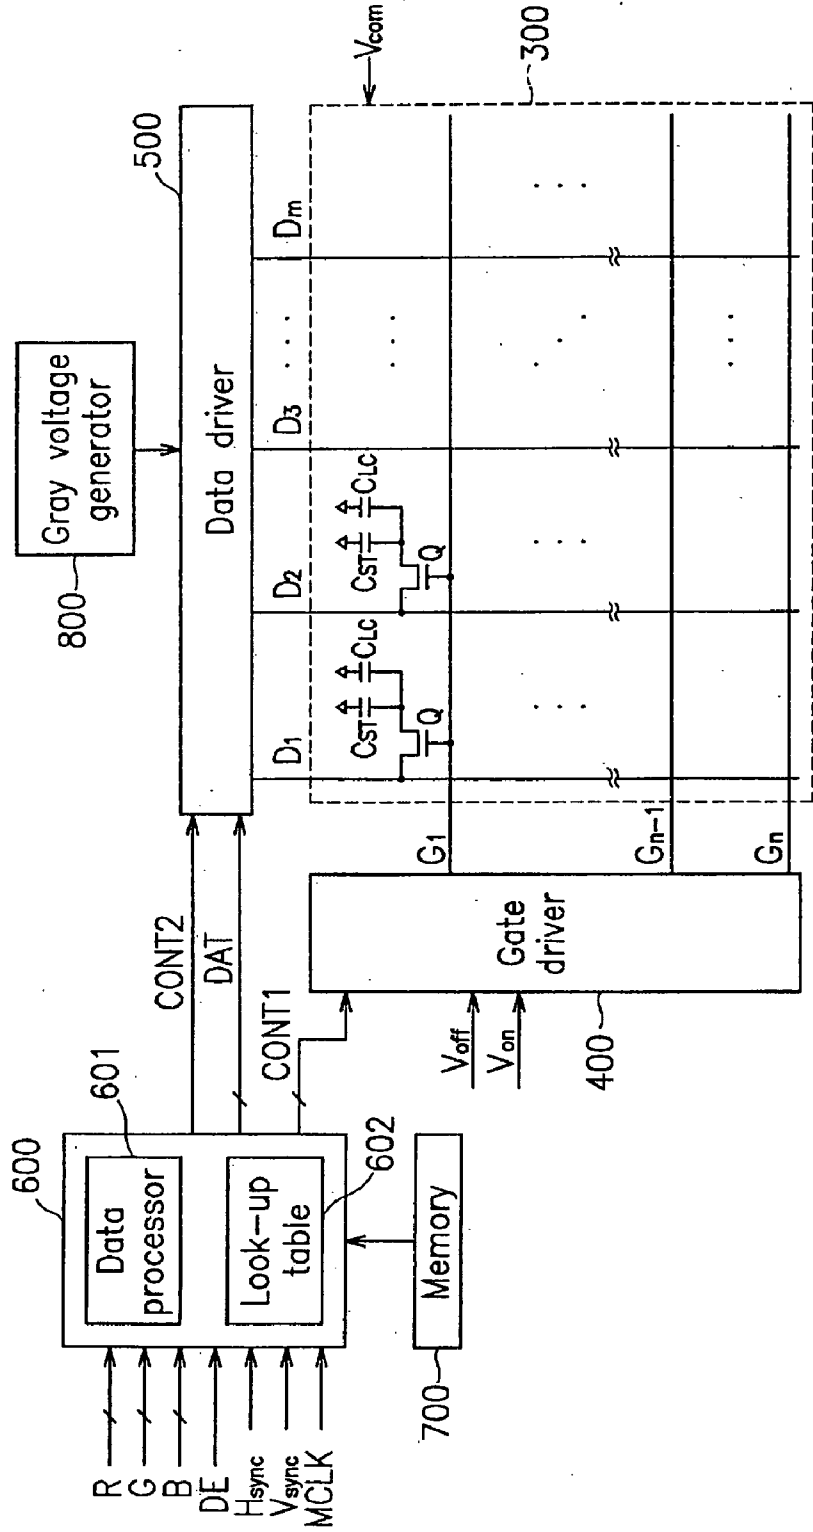 R
G
B
DE
Hsync
Vsync
MCLK
600
601
Data
processor
Look-up
table
602
Memory
700
CONT2
DAT
CONT1
800
Gray voltage
generator
500
Data driver
Voff
Von
400
Gate
driver
G1
Gn-1
Gn
D1
D2
D3
Dm
CST
CLC
Q
CST
CLC
Q
Vcom
300